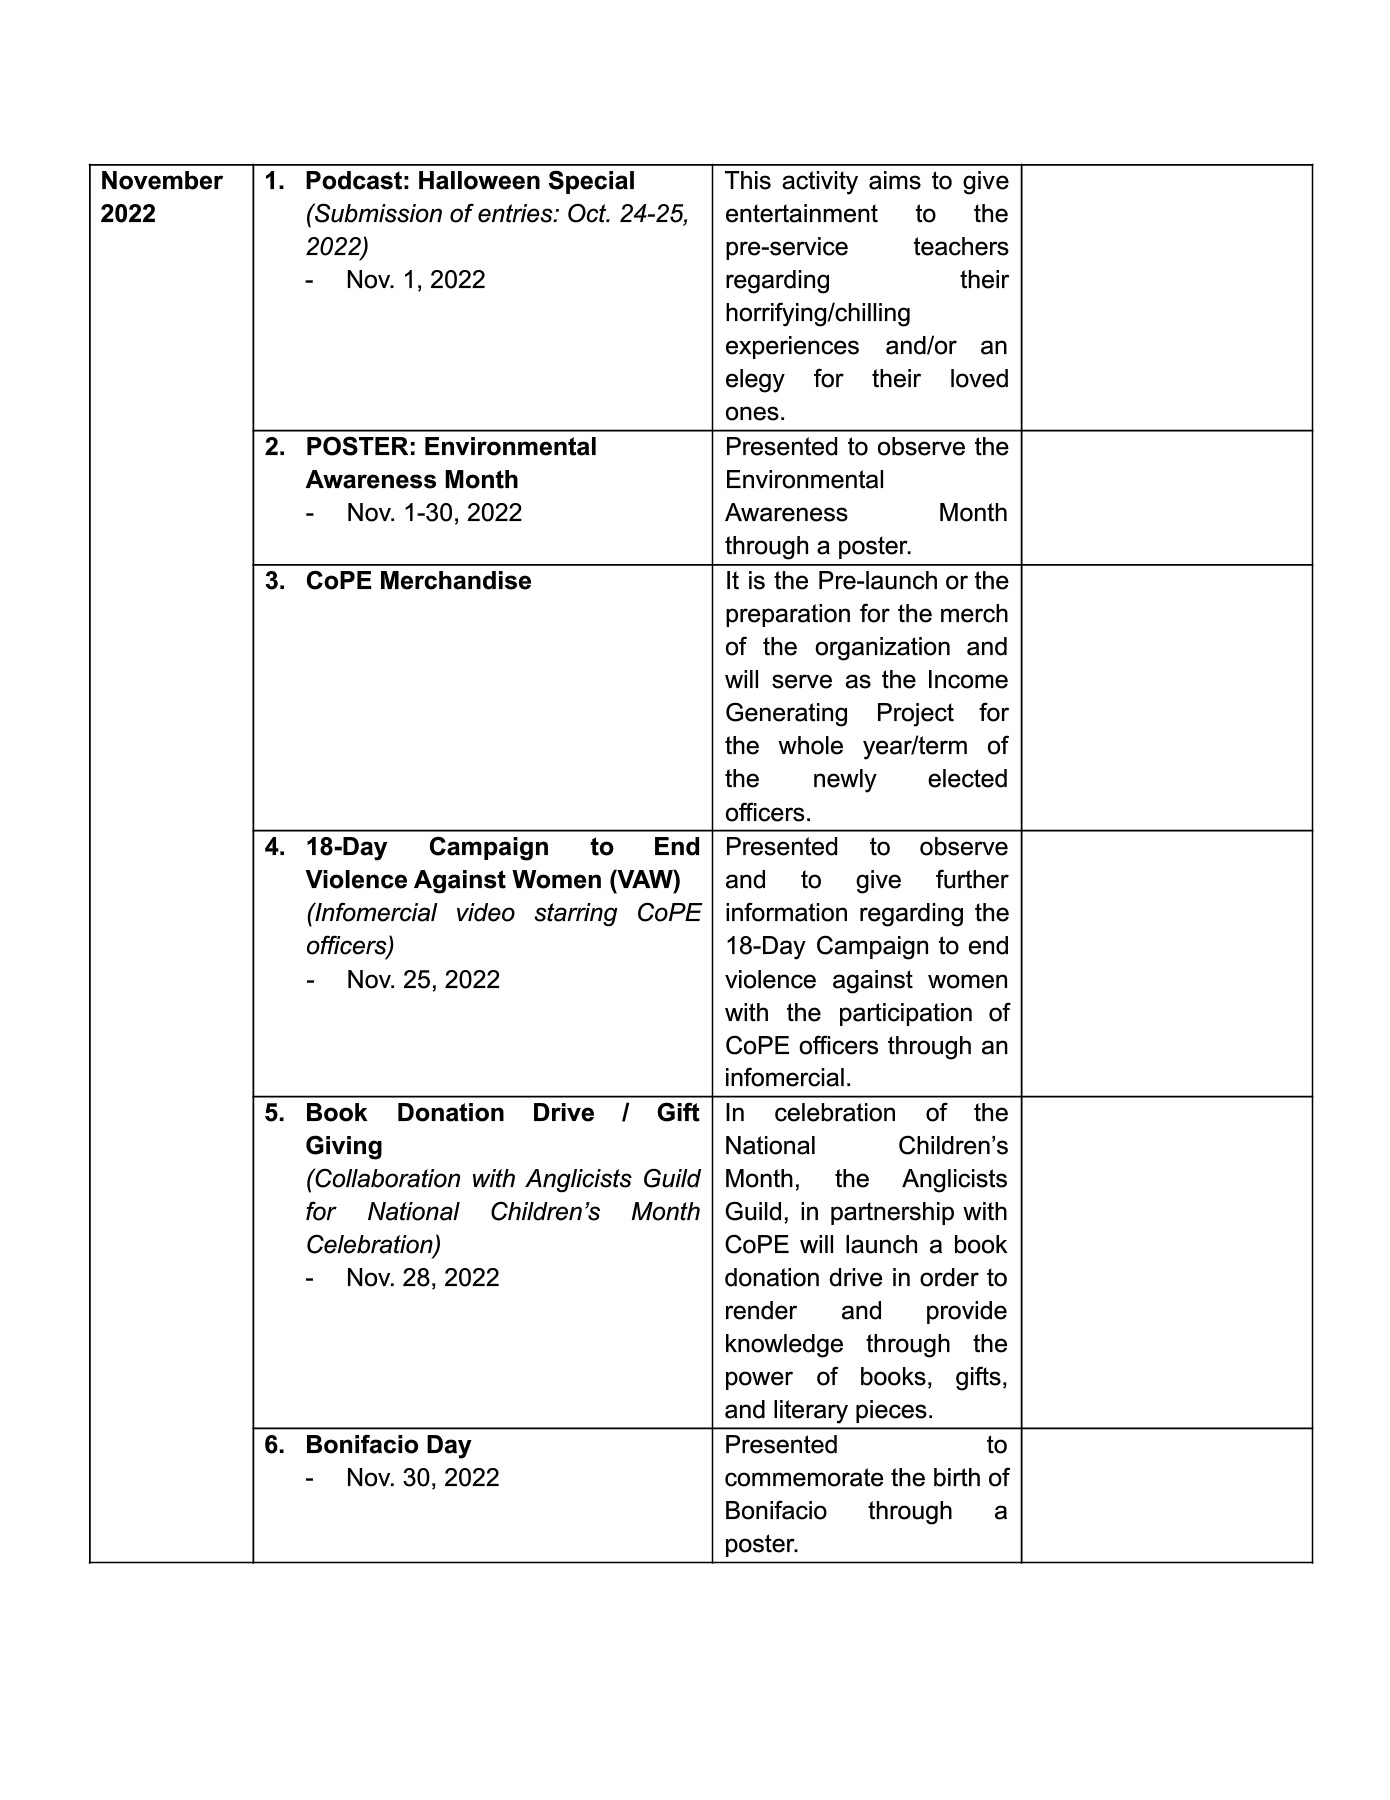 November
2022
1. Podcast: Halloween Special
(Submission of entries: Oct. 24-25,
2022)
- Nov. 1, 2022
This activity aims to give
entertainment to the
pre-service teachers
regarding their
horrifying/chilling
experiences and/or an
elegy for their loved
ones.
2. POSTER: Environmental
Awareness Month
- Nov. 1-30, 2022
Presented to observe the
Environmental
Awareness Month
through a poster.
3. CoPE Merchandise
It is the Pre-launch or the
preparation for the merch
of the organization and
will serve as the Income
Generating Project for
the whole year/term of
the newly elected
officers.
4. 18-Day Campaign to End
Violence Against Women (VAW)
(Infomercial video starring CoPE
officers)
- Nov. 25, 2022
Presented to observe
and to give further
information regarding the
18-Day Campaign to end
violence against women
with the participation of
CoPE officers through an
infomercial.
5. Book Donation Drive / Gift
Giving
(Collaboration with Anglicists Guild
for National Children’s Month
Celebration)
- Nov. 28, 2022
In celebration of the
National Children’s
Month, the Anglicists
Guild, in partnership with
CoPE will launch a book
donation drive in order to
render and provide
knowledge through the
power of books, gifts,
and literary pieces.
6. Bonifacio Day
- Nov. 30, 2022
Presented to
commemorate the birth of
Bonifacio through a
poster.